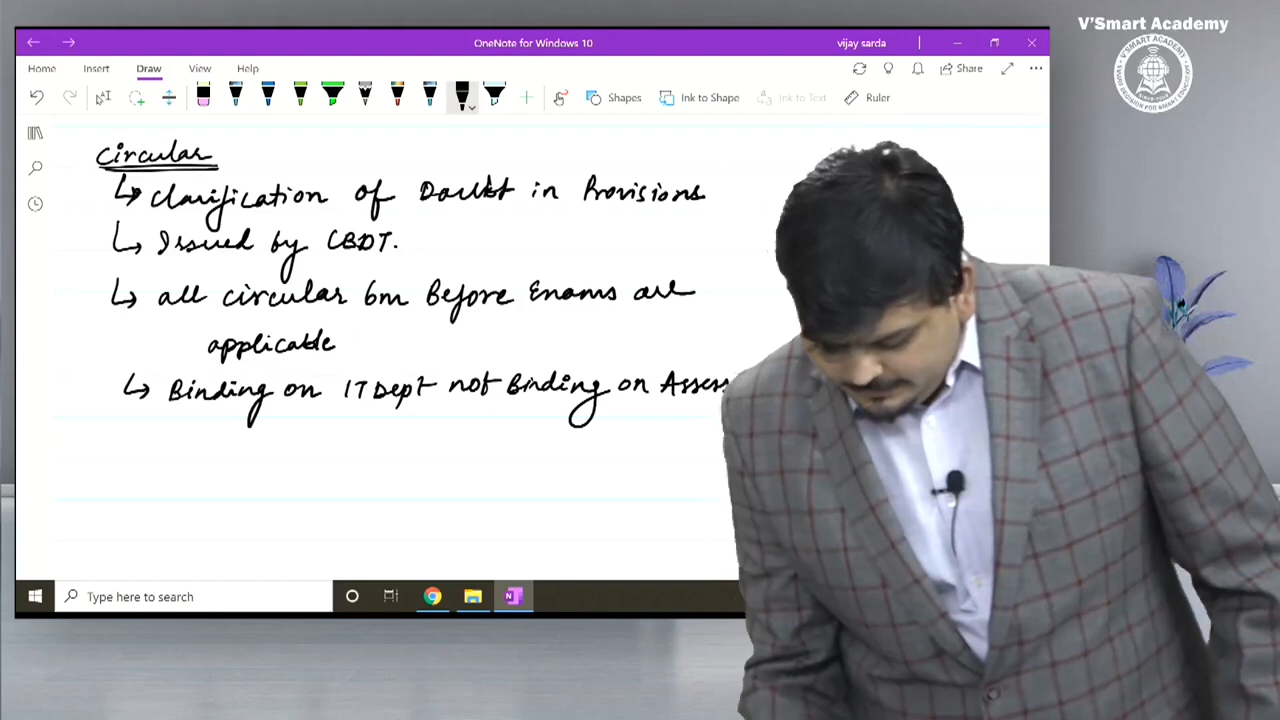 V'Smart Academy
OneNote for Windows 10
vijay sarda
Home Insert Draw View Help
Share
Shapes Ink to Shape Ink to Text Ruler
Circular
Clarification of Doubt in Provisions
Issued by CBDT.
all circular 6m Before Exams are
applicable
Binding on IT Dept not Binding on Assess
Type here to search